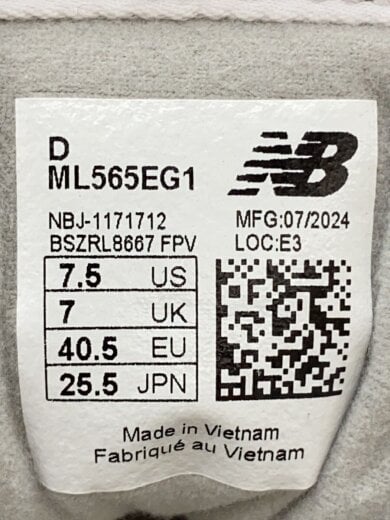 D
ML565EG1
NB
NBJ-1171712
BSZRL8667 FPV
MFG:07/2024
LOC:E3
7.5 US
7 UK
40.5 EU
25.5 JPN
Made in Vietnam
Fabriqué au Vietnam